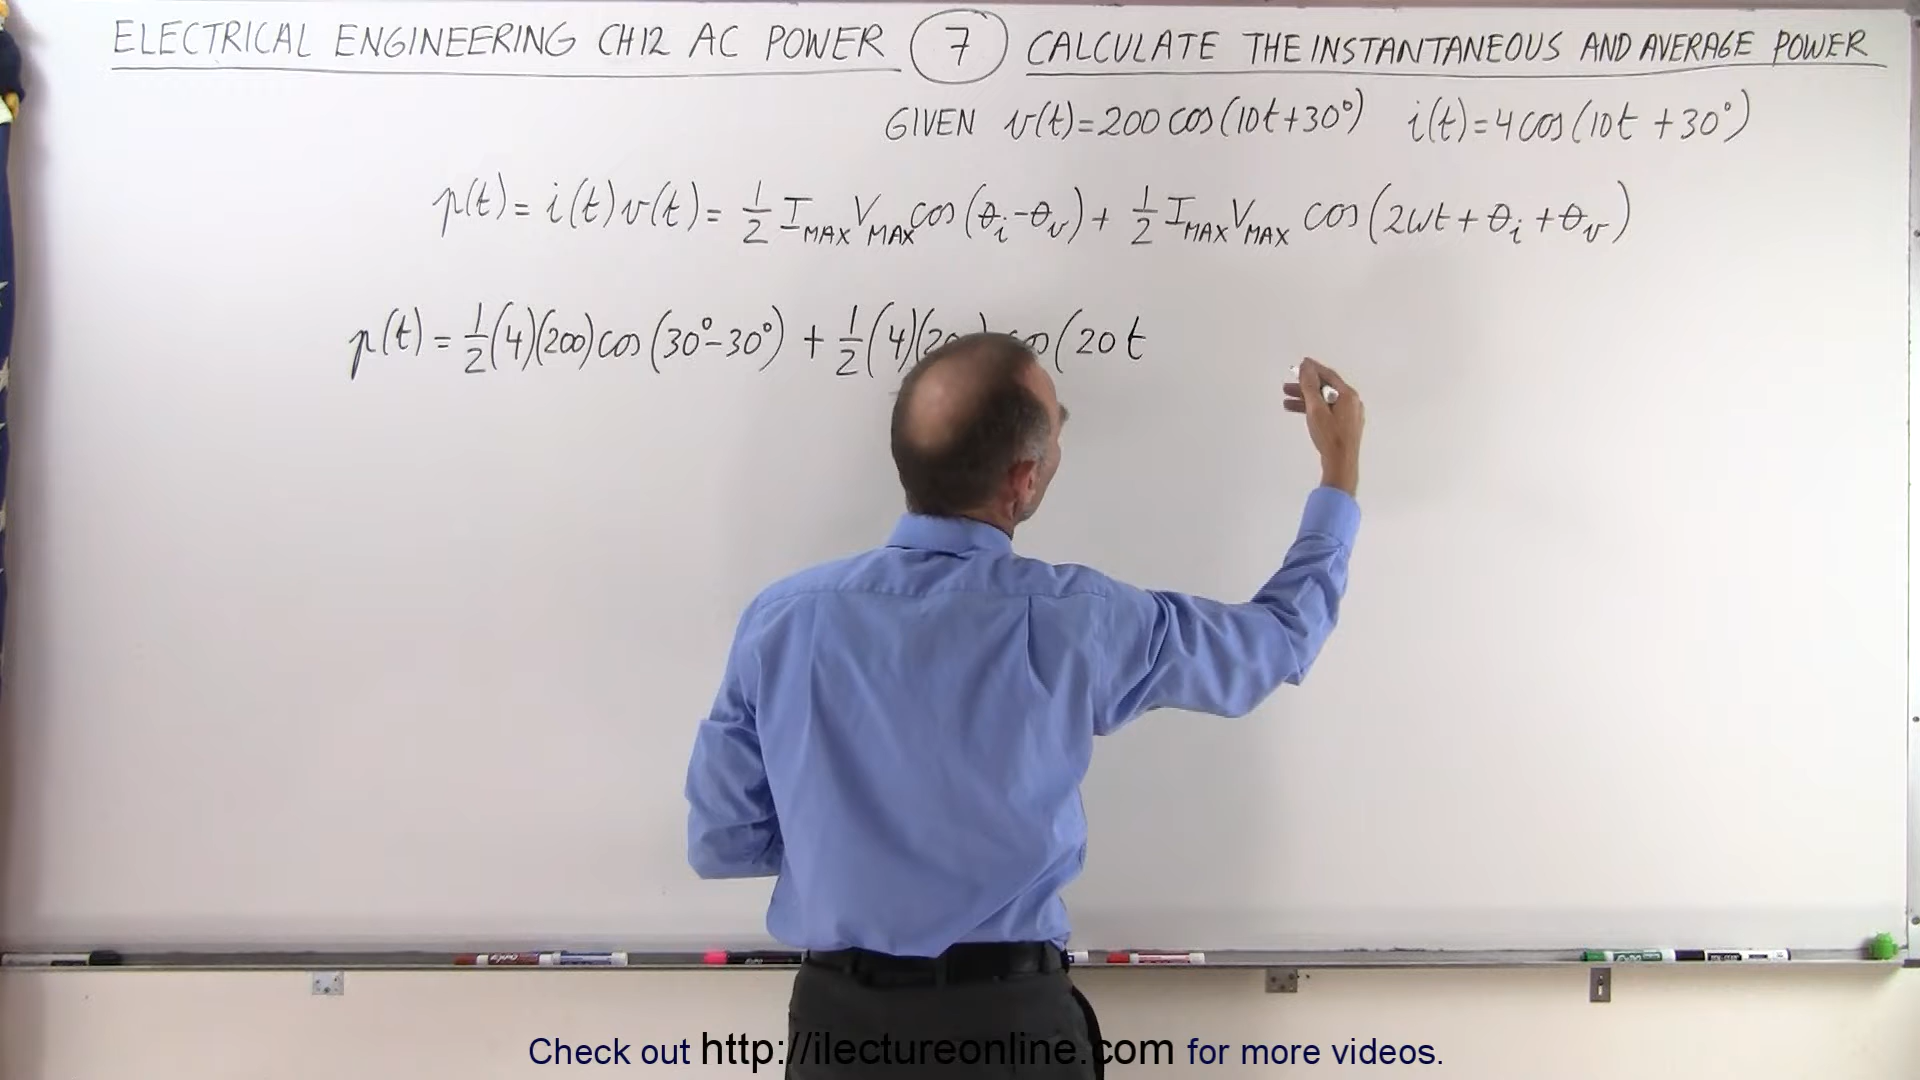 ELECTRICAL ENGINEERING CH12 AC POWER 7 CALCULATE THE INSTANTANEOUS AND AVERAGE POWER
GIVEN v(t)=200cos(10t+30°) i(t)=4cos(10t+30°)
p(t)=i(t)v(t)=1/2 I_MAX V_MAX cos(θ_i-θ_v)+1/2 I_MAX V_MAX cos(2ωt+θ_i+θ_v)
p(t)=1/2(4)(200)cos(30°-30°)+1/2(4)( (20t
Check out http://ilectureonline.com for more videos.